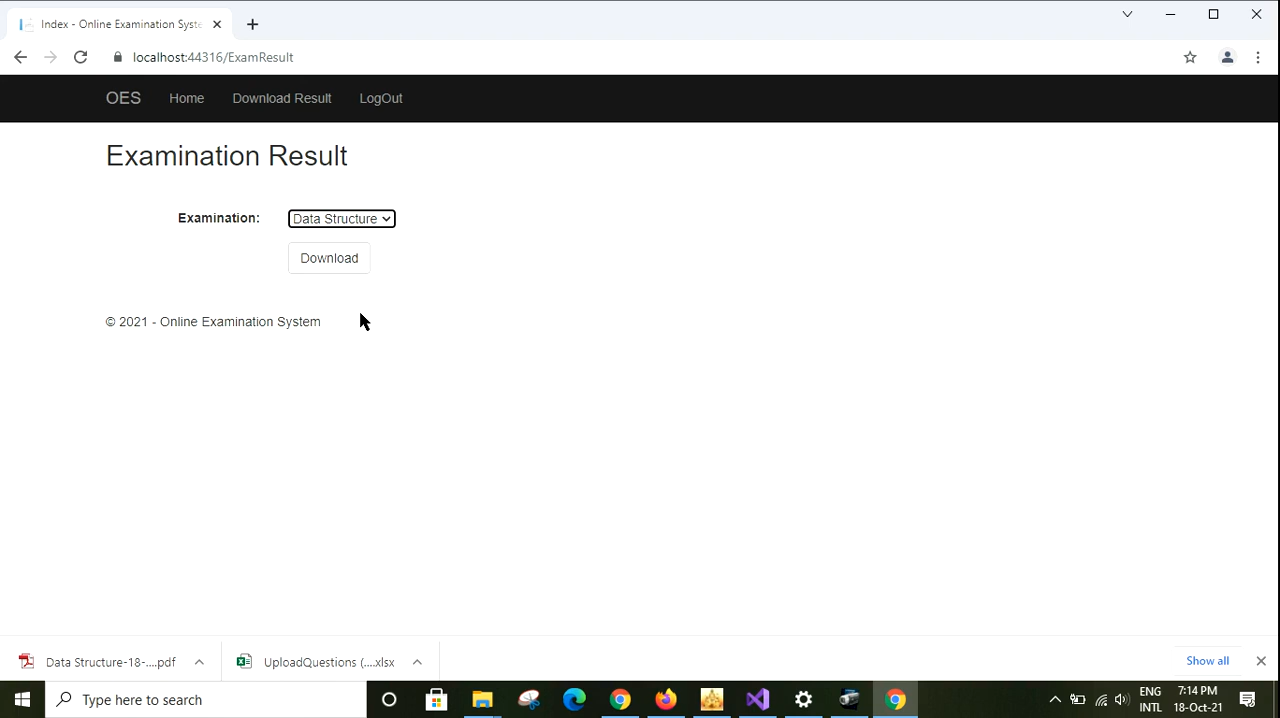 Index - Online Examination Syste
localhost:44316/ExamResult
OES Home Download Result LogOut
Examination Result
Examination: Data Structure
Download
© 2021 - Online Examination System
Data Structure-18-....pdf UploadQuestions (....xlsx Show all
Type here to search
ENG 7:14 PM
INTL 18-Oct-21